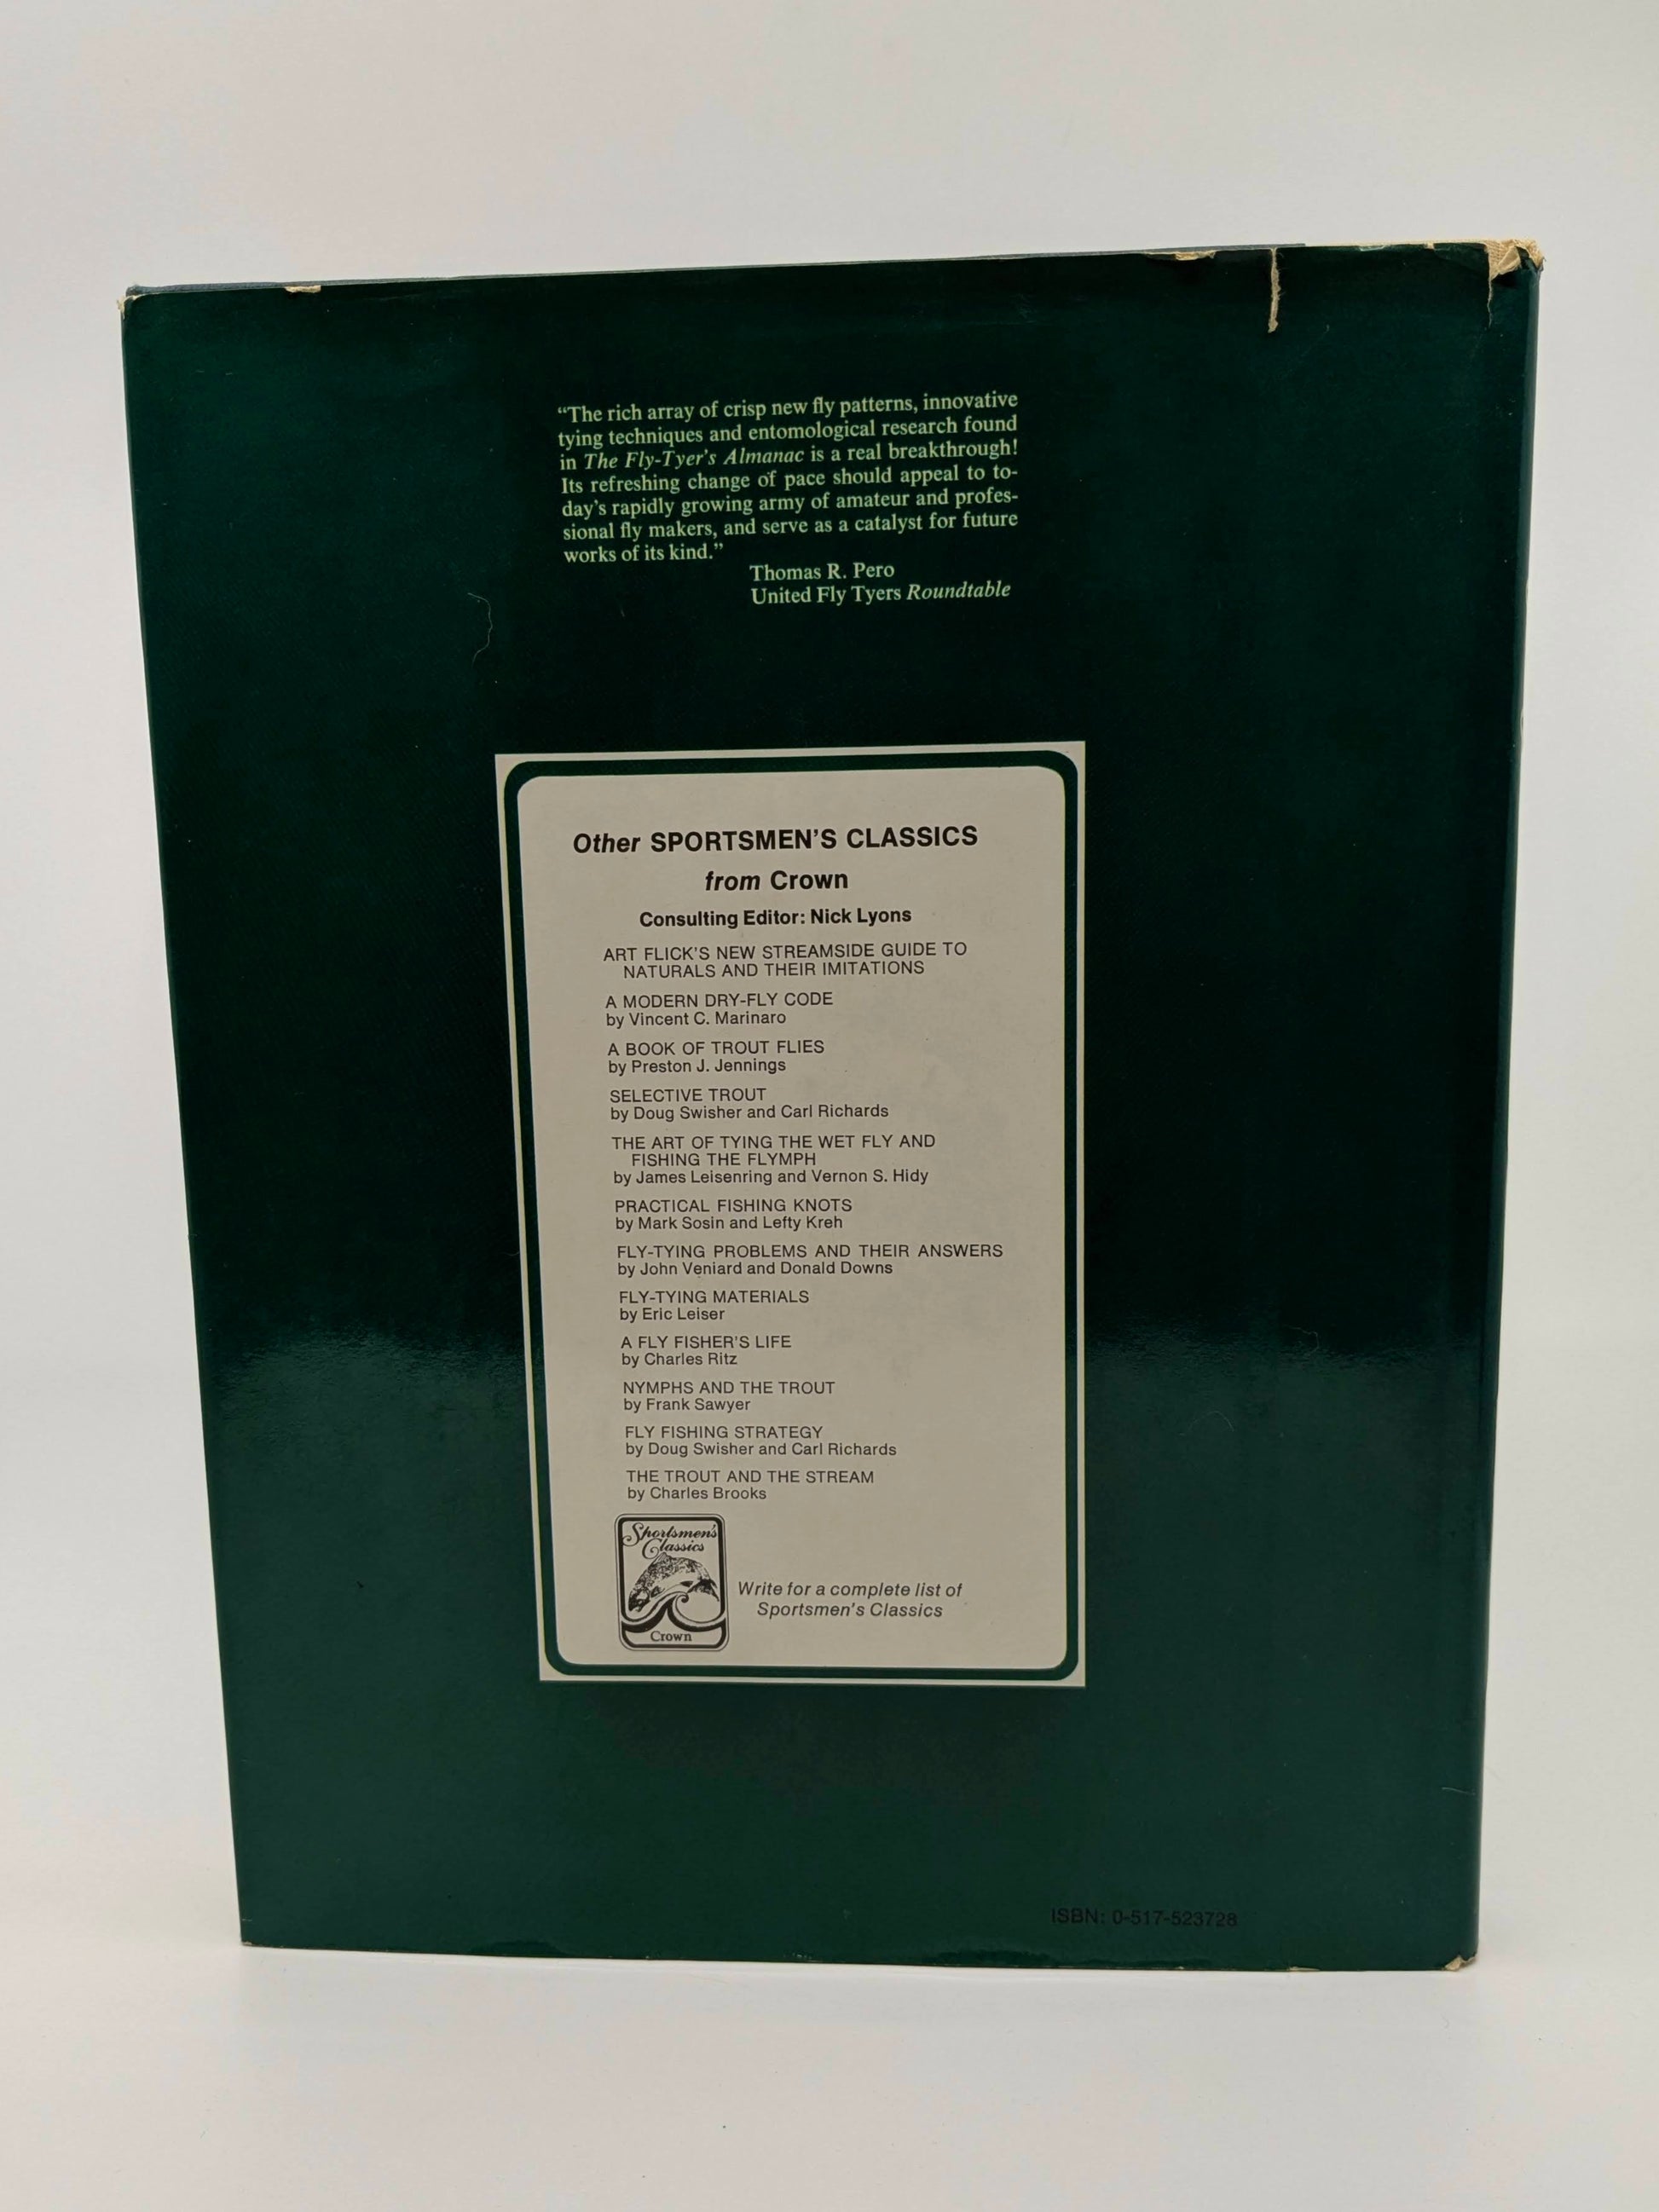 “The rich array of crisp new fly patterns, innovative
tying techniques and entomological research found
in The Fly-Tyer's Almanac is a real breakthrough!
Its refreshing change of pace should appeal to to-
day's rapidly growing army of amateur and profes-
sional fly makers, and serve as a catalyst for future
works of its kind.”
Thomas R. Pero
United Fly Tyers Roundtable
Other SPORTSMEN'S CLASSICS
from Crown
Consulting Editor: Nick Lyons
ART FLICK'S NEW STREAMSIDE GUIDE TO
NATURALS AND THEIR IMITATIONS
A MODERN DRY-FLY CODE
by Vincent C. Marinaro
A BOOK OF TROUT FLIES
by Preston J. Jennings
SELECTIVE TROUT
by Doug Swisher and Carl Richards
THE ART OF TYING THE WET FLY AND
FISHING THE FLYMPH
by James Leisenring and Vernon S. Hidy
PRACTICAL FISHING KNOTS
by Mark Sosin and Lefty Kreh
FLY-TYING PROBLEMS AND THEIR ANSWERS
by John Veniard and Donald Downs
FLY-TYING MATERIALS
by Eric Leiser
A FLY FISHER'S LIFE
by Charles Ritz
NYMPHS AND THE TROUT
by Frank Sawyer
FLY FISHING STRATEGY
by Doug Swisher and Carl Richards
THE TROUT AND THE STREAM
by Charles Brooks
Sportsmen's
Classics
Crown
Write for a complete list of
Sportsmen's Classics
ISBN: 0-517-523728